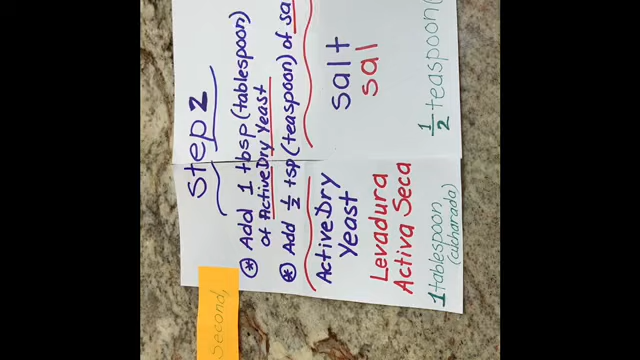 Second,
Step 2
* Add 1 tbsp (tablespoon)
of Active Dry Yeast
* Add 1/2 tsp (teaspoon) of sa
Active Dry
Yeast
Levadura
Activa Seca
1 tablespoon
(cucharada)
salt
sal
1/2 teaspoon (